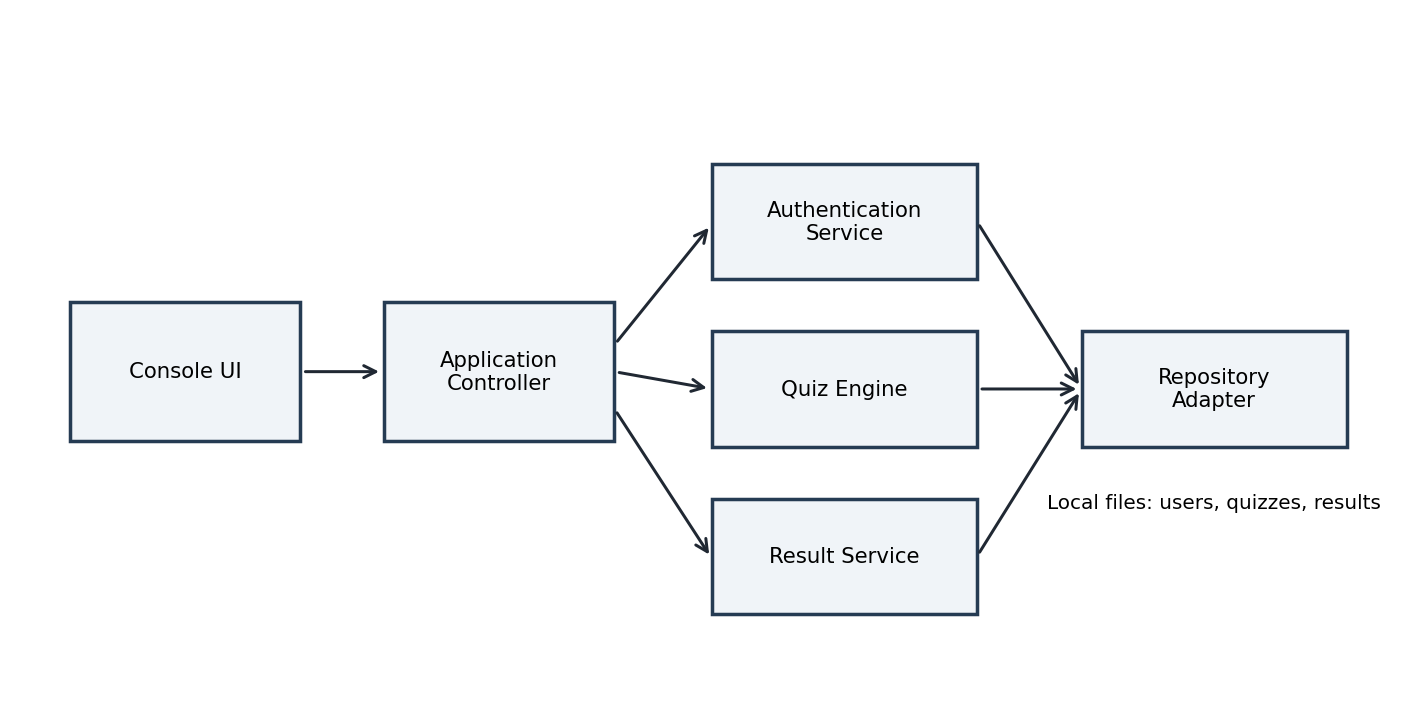 Console UI
Application
Controller
Authentication
Service
Quiz Engine
Result Service
Repository
Adapter
Local files: users, quizzes, results